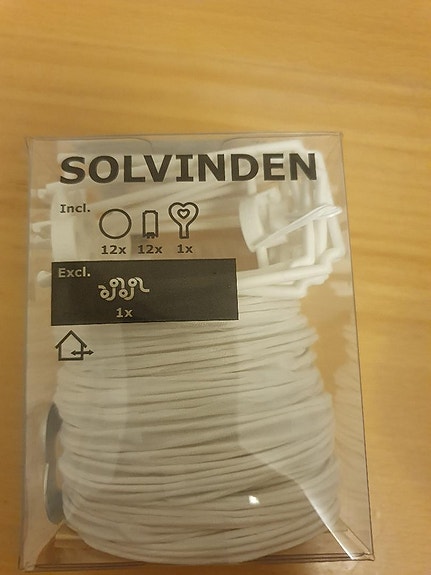 SOLVINDEN
Incl.
12x 12x 1x
Excl.
1x